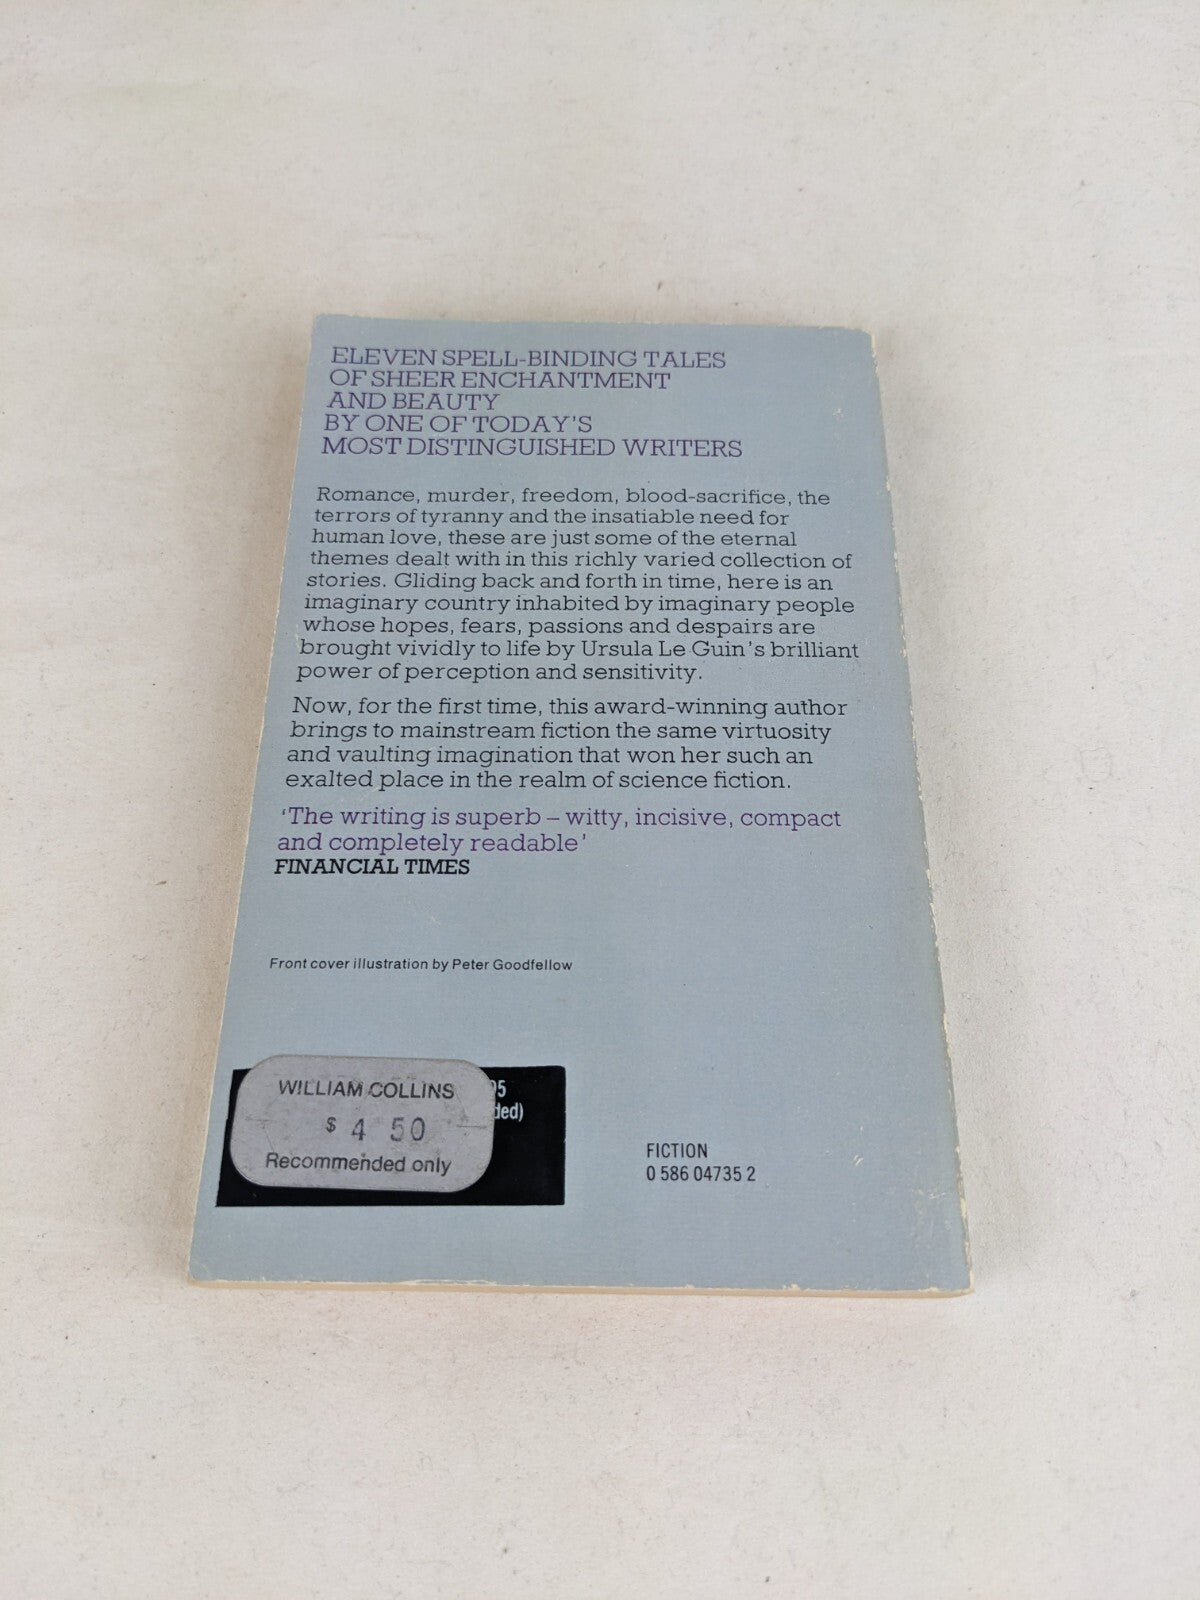 ELEVEN SPELL-BINDING TALES
OF SHEER ENCHANTMENT
AND BEAUTY
BY ONE OF TODAY'S
MOST DISTINGUISHED WRITERS
Romance, murder, freedom, blood-sacrifice, the
terrors of tyranny and the insatiable need for
human love, these are just some of the eternal
themes dealt with in this richly varied collection of
stories. Gliding back and forth in time, here is an
imaginary country inhabited by imaginary people
whose hopes, fears, passions and despairs are
brought vividly to life by Ursula Le Guin's brilliant
power of perception and sensitivity.
Now, for the first time, this award-winning author
brings to mainstream fiction the same virtuosity
and vaulting imagination that won her such an
exalted place in the realm of science fiction.
'The writing is superb – witty, incisive, compact
and completely readable'
FINANCIAL TIMES
Front cover illustration by Peter Goodfellow
WILLIAM COLLINS
$ 4 50
Recommended only
FICTION
0 586 04735 2